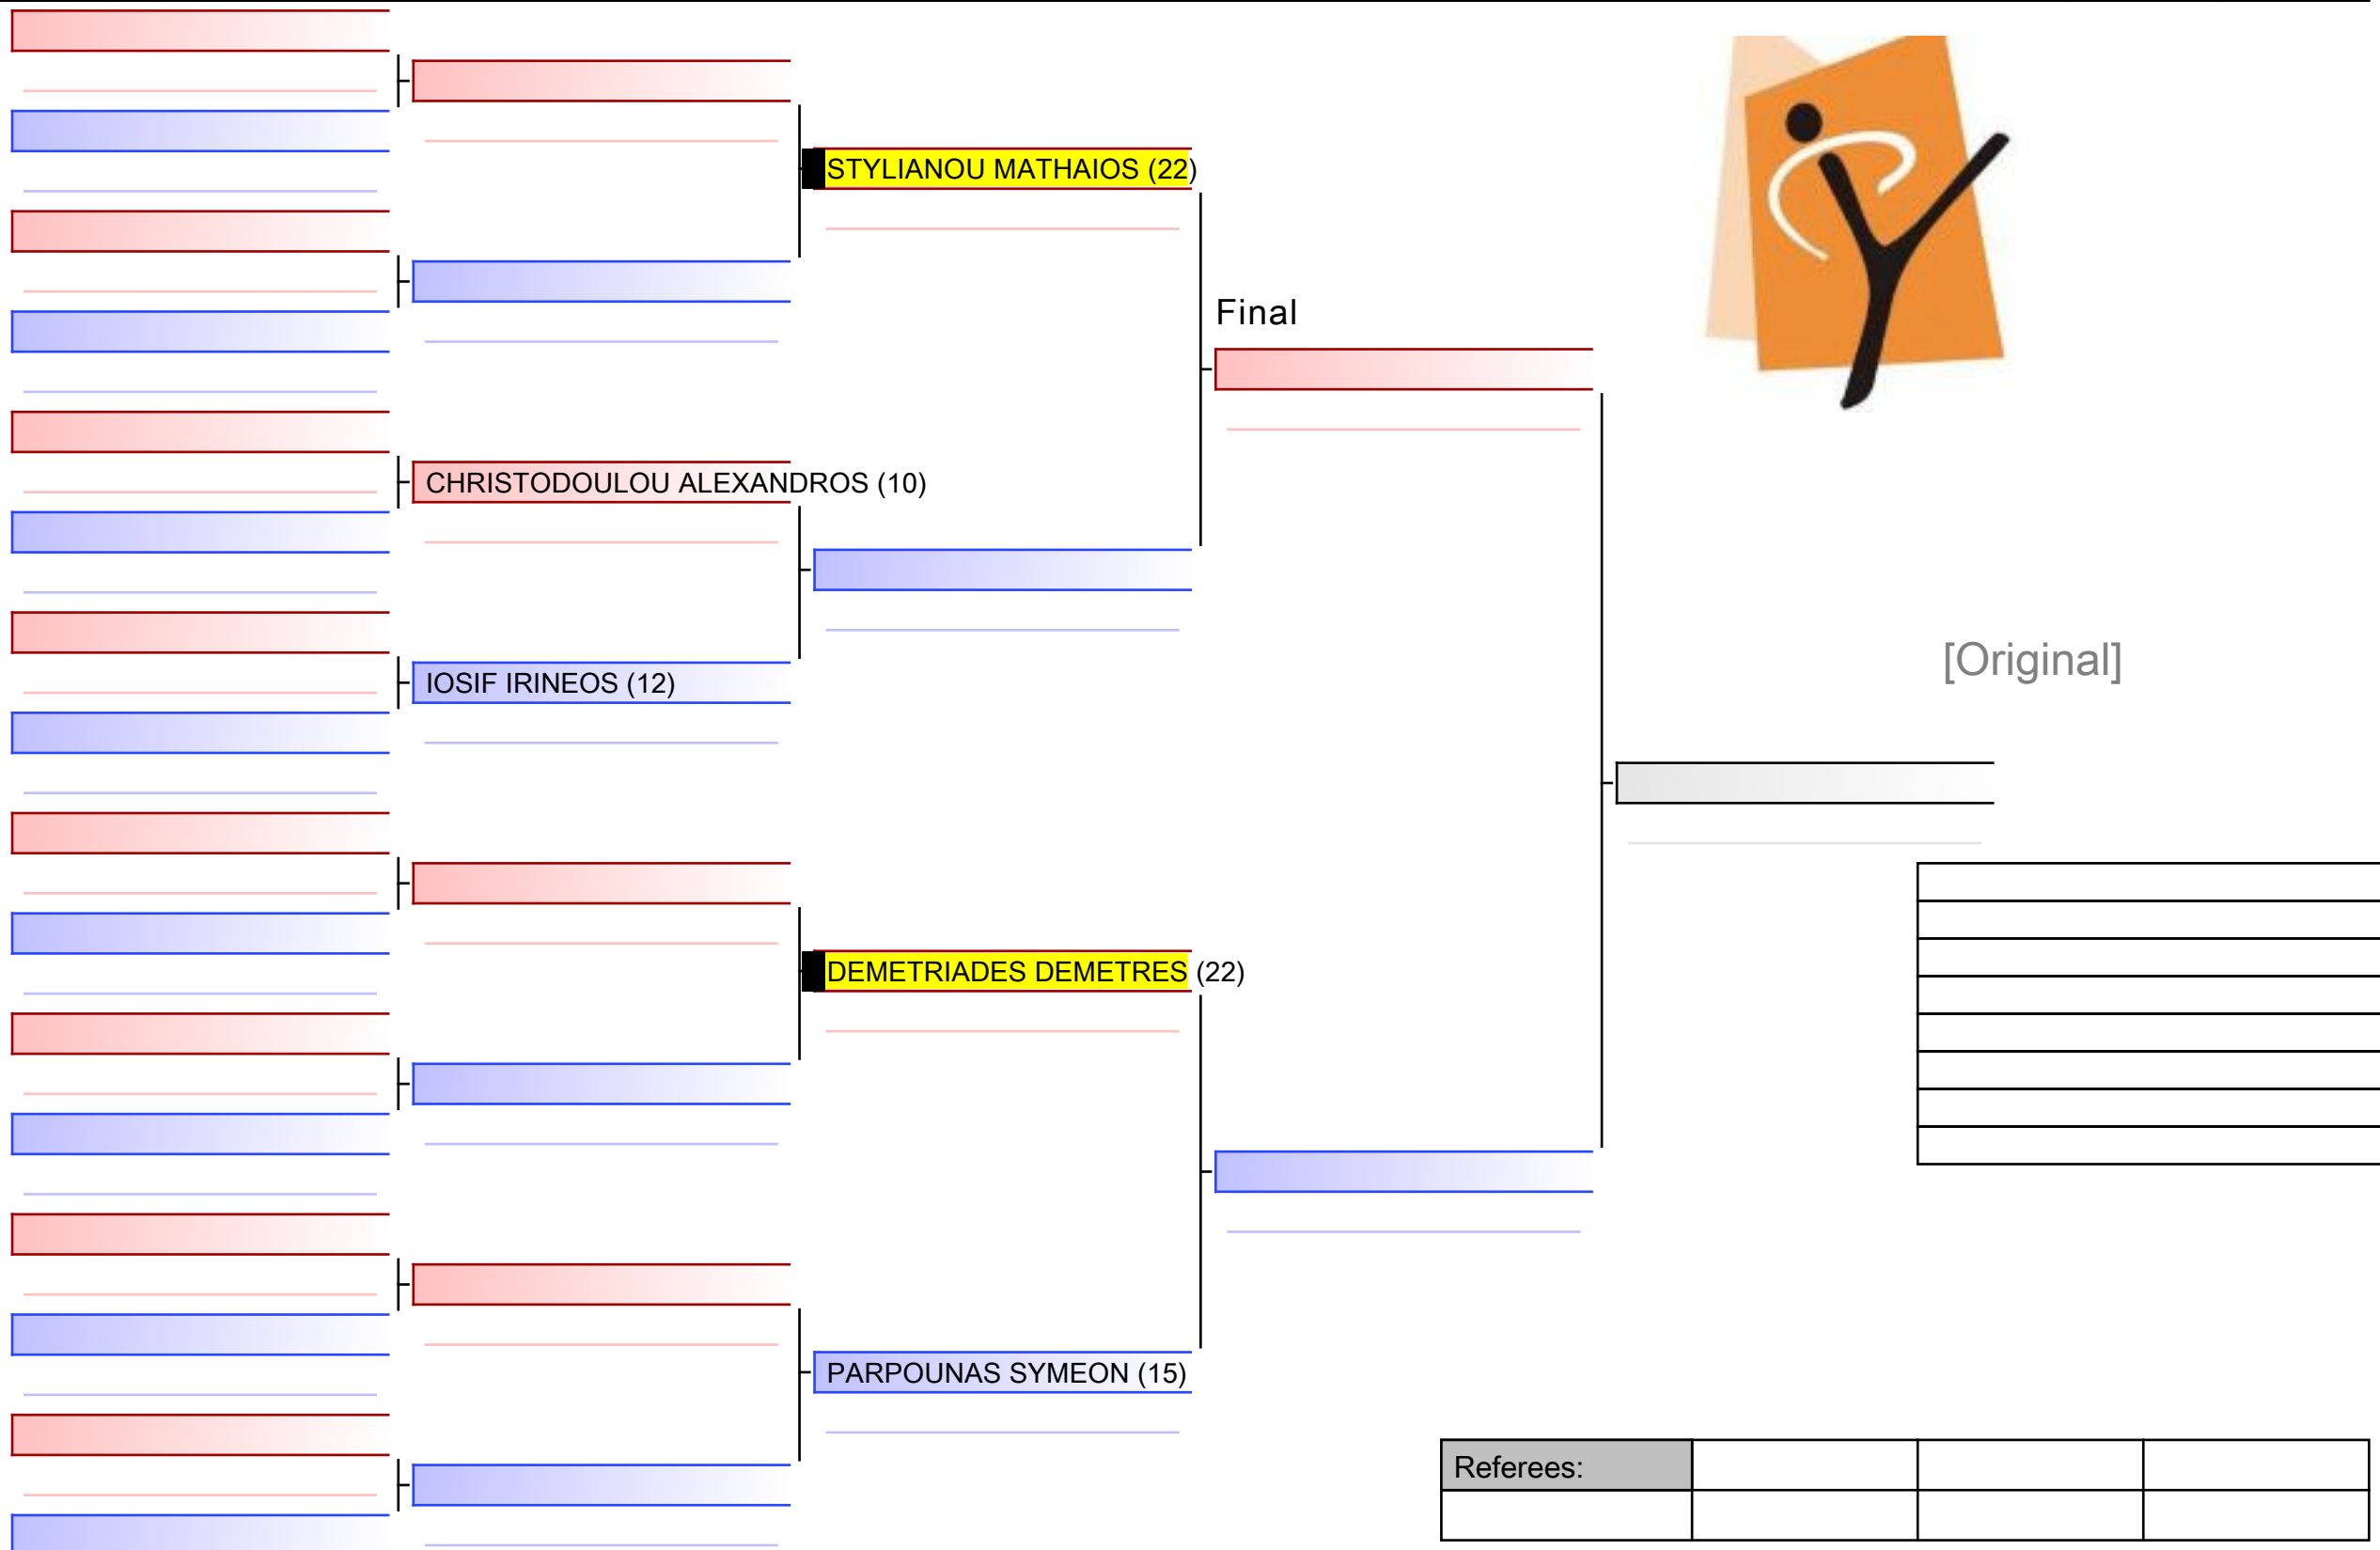 STYLIANOU MATHAIOS (22)
Final
CHRISTODOULOU ALEXANDROS (10)
[Original]
IOSIF IRINEOS (12)
DEMETRIADES DEMETRES (22)
PARPOUNAS SYMEON (15)
Referees: